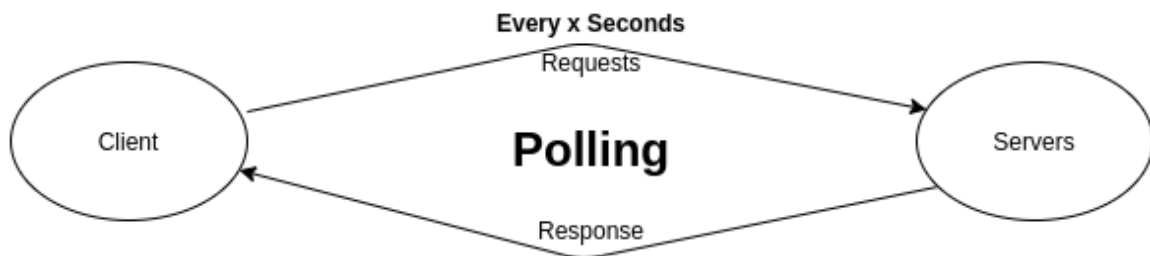 Every x Seconds
Requests
Client
Polling
Servers
Response